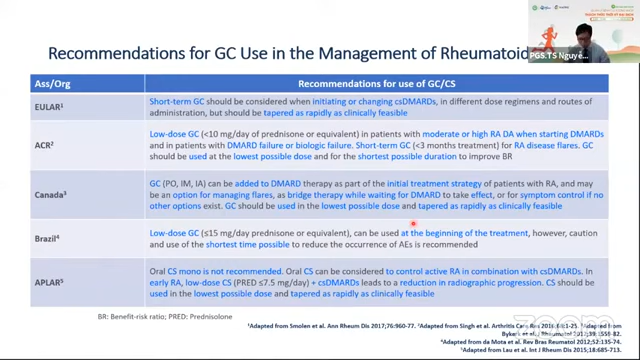 Recommendations for GC Use in the Management of Rheumatoid
PGS.TS Nguyễ...
Ass/Org
Recommendations for use of GC/CS
EULAR¹
Short-term GC should be considered when initiating or changing csDMARDs, in different dose regimens and routes of
administration, but should be tapered as rapidly as clinically feasible
ACR²
Low-dose GC (<10 mg/day of prednisone or equivalent) in patients with moderate or high RA DA when starting DMARDs
and in patients with DMARD failure or biologic failure. Short-term GC (<3 months treatment) for RA disease flares. GC
should be used at the lowest possible dose and for the shortest possible duration to improve BR
Canada³
GC (PO, IM, IA) can be added to DMARD therapy as part of the initial treatment strategy of patients with RA, and may
be an option for managing flares, as bridge therapy while waiting for DMARD to take effect, or for symptom control if no
other options exist. GC should be used in the lowest possible dose and tapered as rapidly as clinically feasible
Brazil⁴
Low-dose GC (≤15 mg/day prednisone or equivalent), can be used at the beginning of the treatment, however, caution
and use of the shortest time possible to reduce the occurrence of AEs is recommended
APLAR⁵
Oral CS mono is not recommended. Oral CS can be considered to control active RA in combination with csDMARDs. In
early RA, low-dose CS (PRED ≤7.5 mg/day) + csDMARDs leads to a reduction in radiographic progression. CS should be
used in the lowest possible dose and tapered as rapidly as clinically feasible
BR: Benefit-risk ratio; PRED: Prednisolone
zoom
¹Adapted from Smolen et al. Ann Rheum Dis 2017;76:960-77. ²Adapted from Singh et al. Arthritis Care Res 2016;68:1-25. ³Adapted from
Bykerk et al. J Rheumatol 2012;39:1559-82.
⁴Adapted from da Mota et al. Rev Bras Reumatol 2012;52:135-74.
⁵Adapted from Lau et al. Int J Rheum Dis 2015;18:685-713.